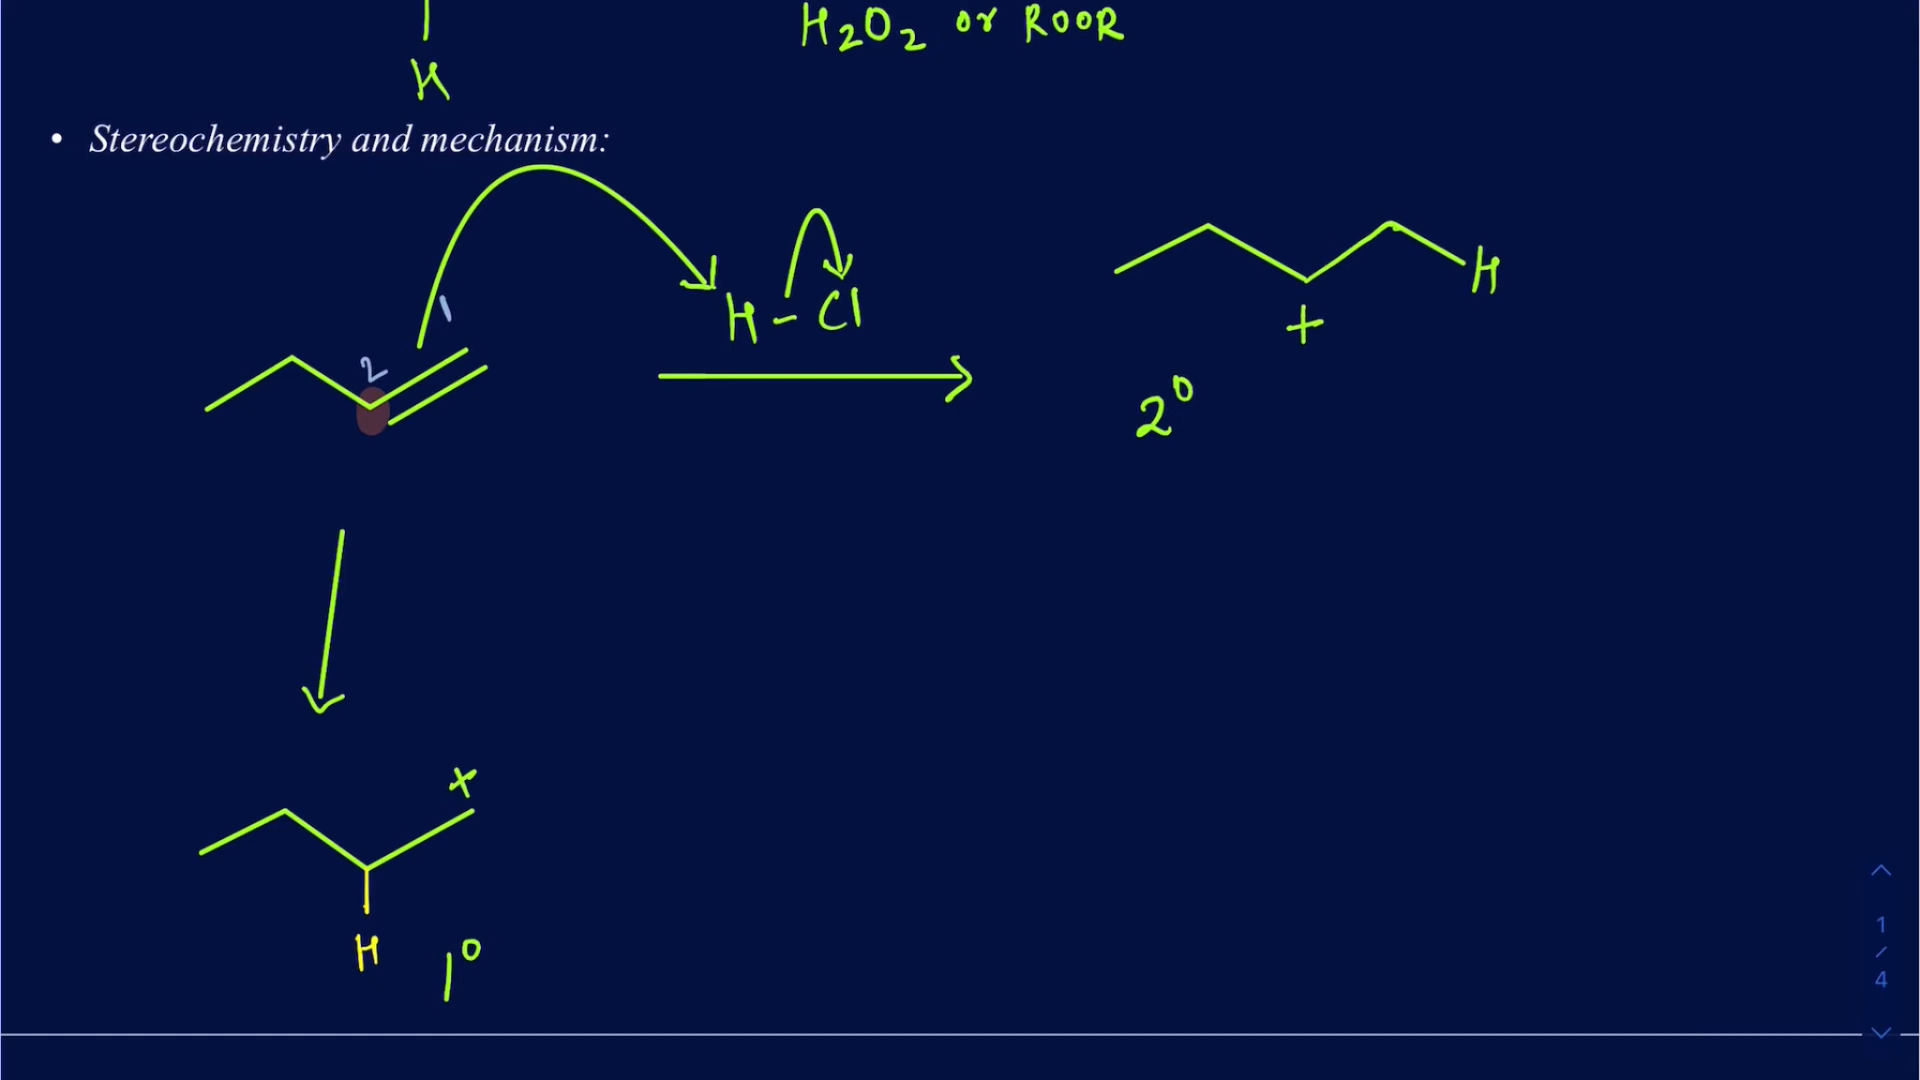 H₂O₂ or ROOR
H
• Stereochemistry and mechanism:
H - Cl
H
1
2
+
2°
+
H
1°
1
/
4